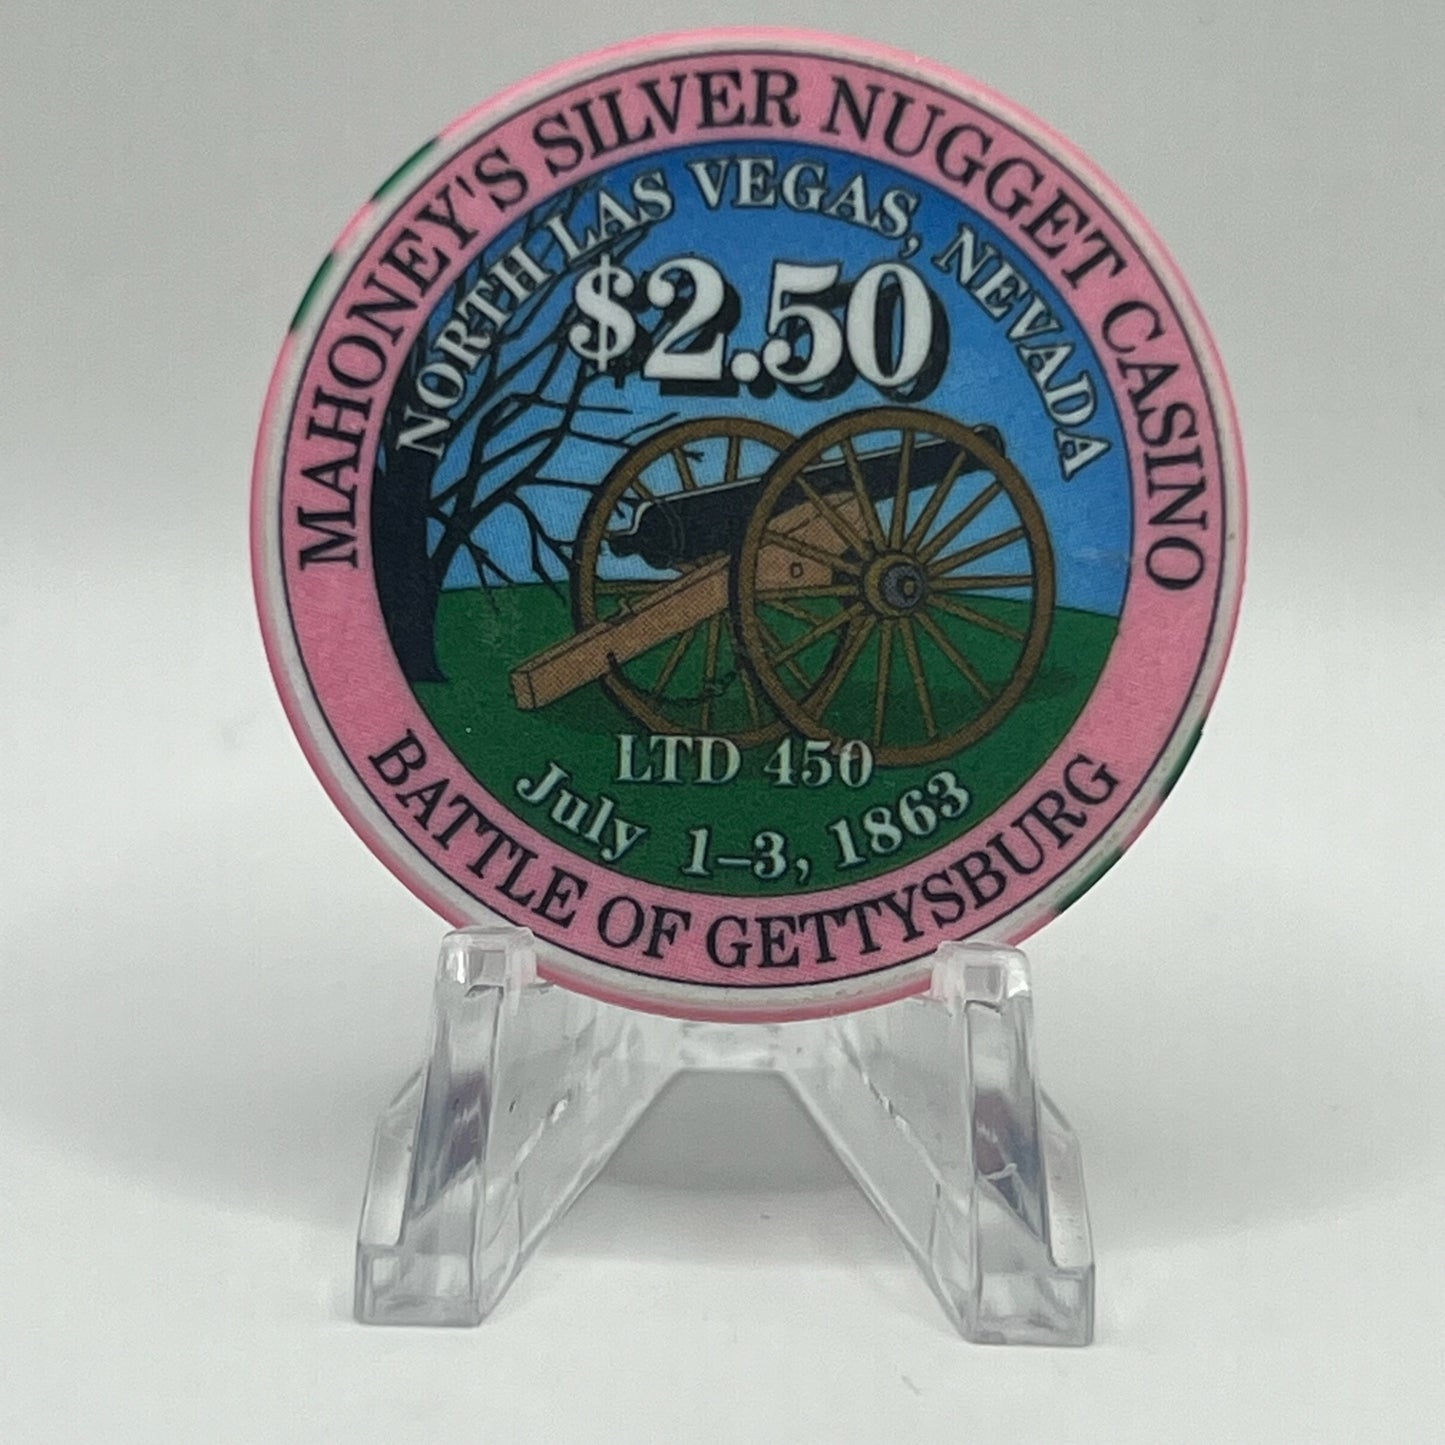 MAHONEY'S SILVER NUGGET CASINO
NORTH LAS VEGAS, NEVADA
$2.50
LTD 450
July 1–3, 1863
BATTLE OF GETTYSBURG